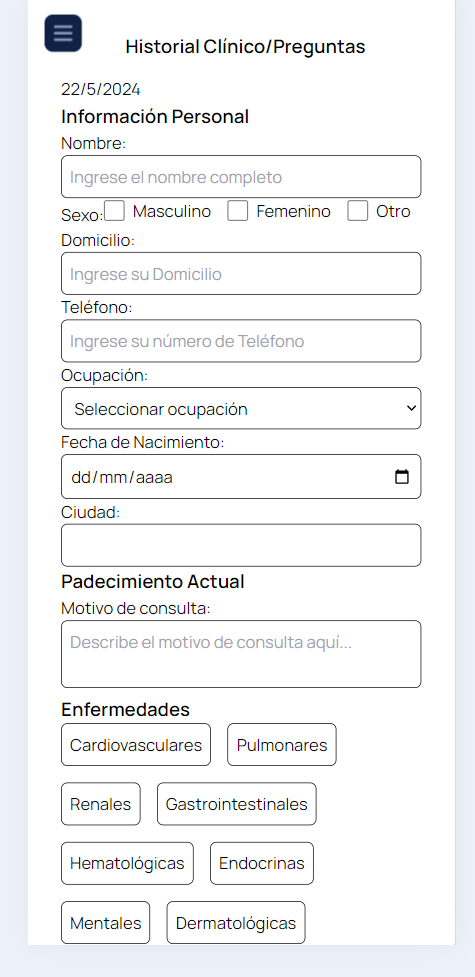 Historial Clínico/Preguntas
22/5/2024
Información Personal
Nombre:
Ingrese el nombre completo
Sexo: Masculino Femenino Otro
Domicilio:
Ingrese su Domicilio
Teléfono:
Ingrese su número de Teléfono
Ocupación:
Seleccionar ocupación
Fecha de Nacimiento:
dd/mm/aaaa
Ciudad:
Padecimiento Actual
Motivo de consulta:
Describe el motivo de consulta aquí...
Enfermedades
Cardiovasculares Pulmonares
Renales Gastrointestinales
Hematológicas Endocrinas
Mentales Dermatológicas